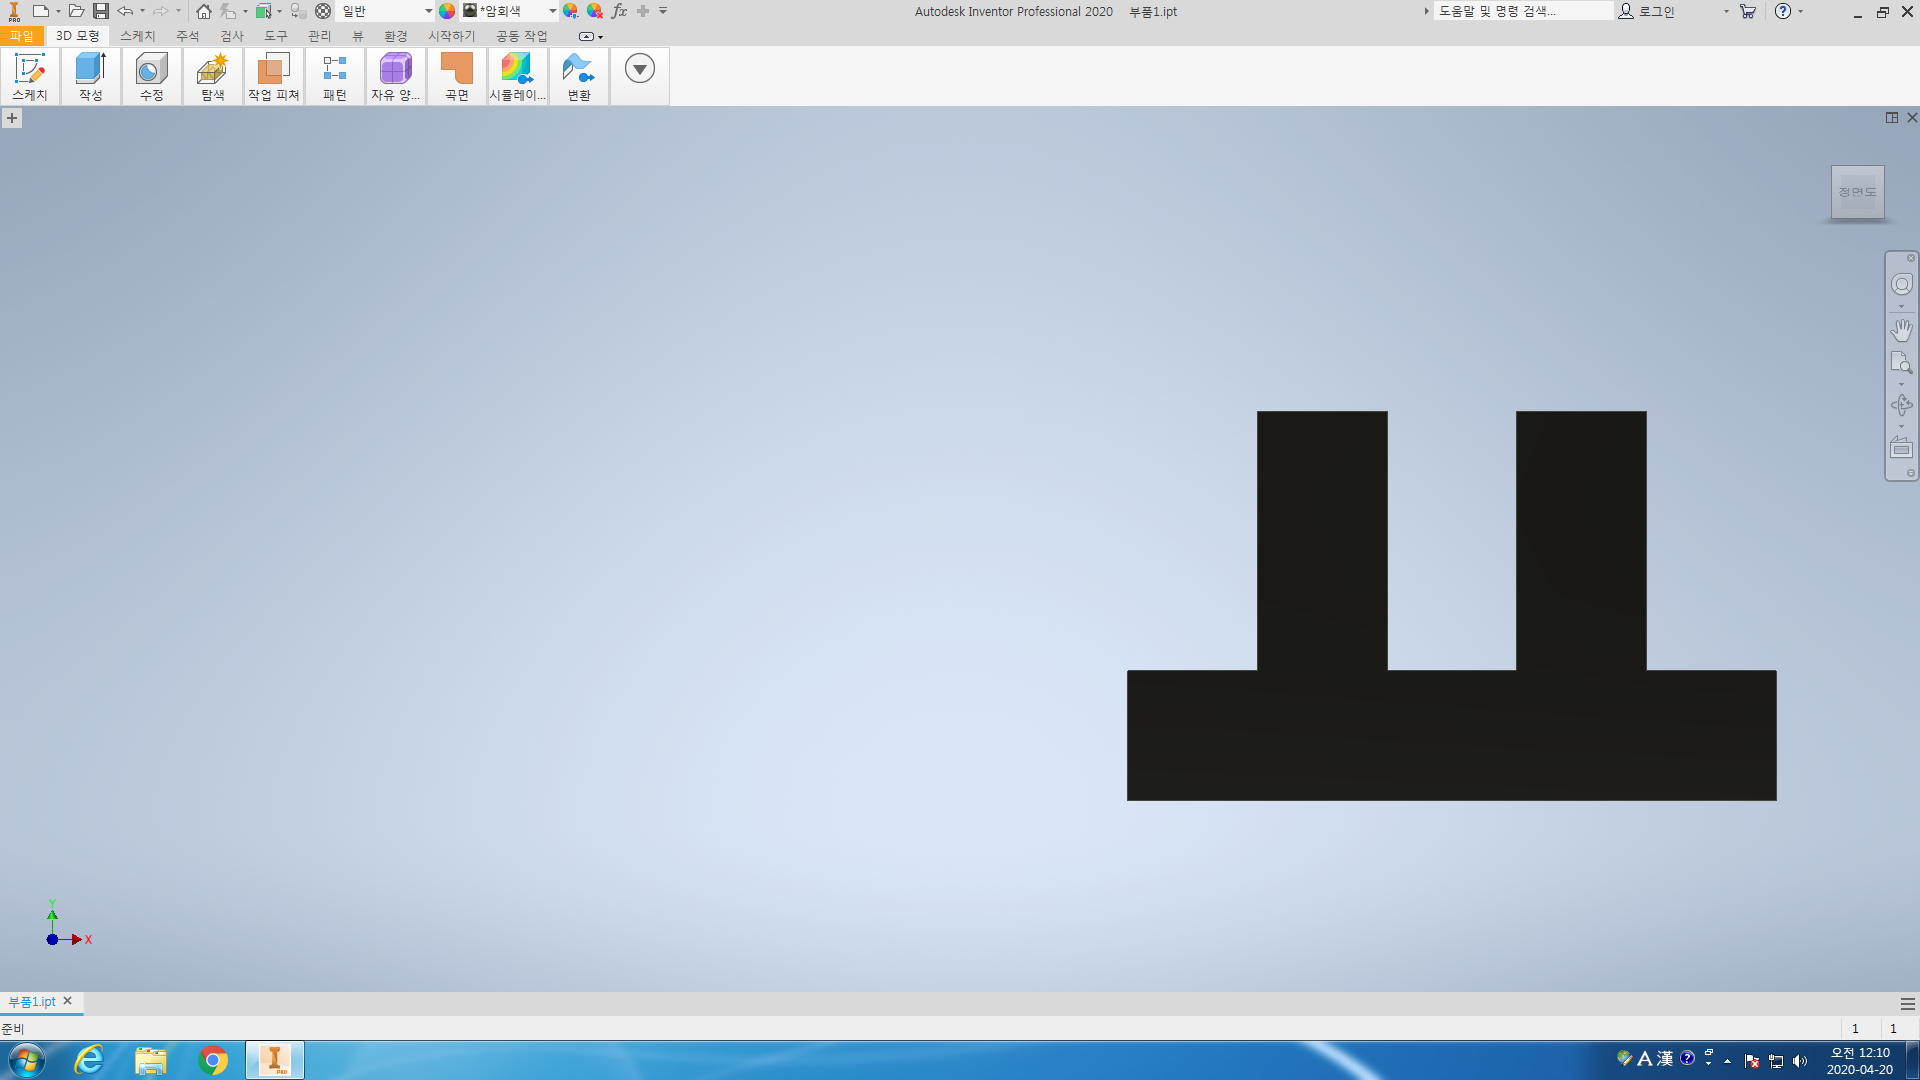 PRO 일반 *암회색 fx Autodesk Inventor Professional 2020 부품1.ipt 도움말 및 명령 검색... 로그인
파일 3D 모형 스케치 주석 검사 도구 관리 뷰 환경 시작하기 공동 작업
스케치 작성 수정 탐색 작업 피쳐 패턴 자유 양... 곡면 시뮬레이... 변환
정면도
Y
X
부품1.ipt
준비 1 1
PRO A 漢 오전 12:10
2020-04-20